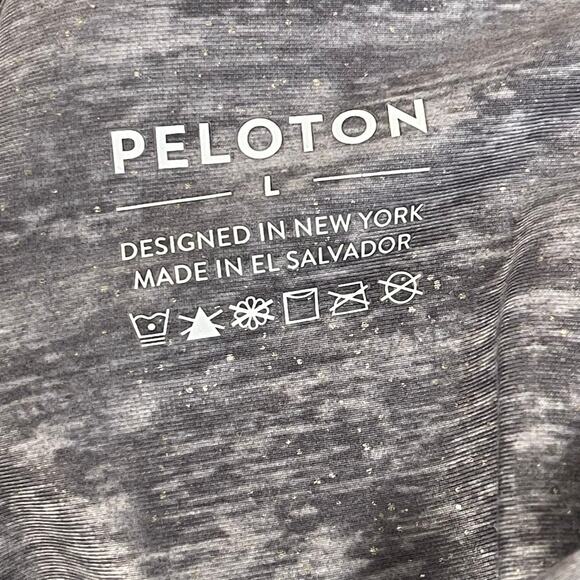 PELOTON
L
DESIGNED IN NEW YORK
MADE IN EL SALVADOR